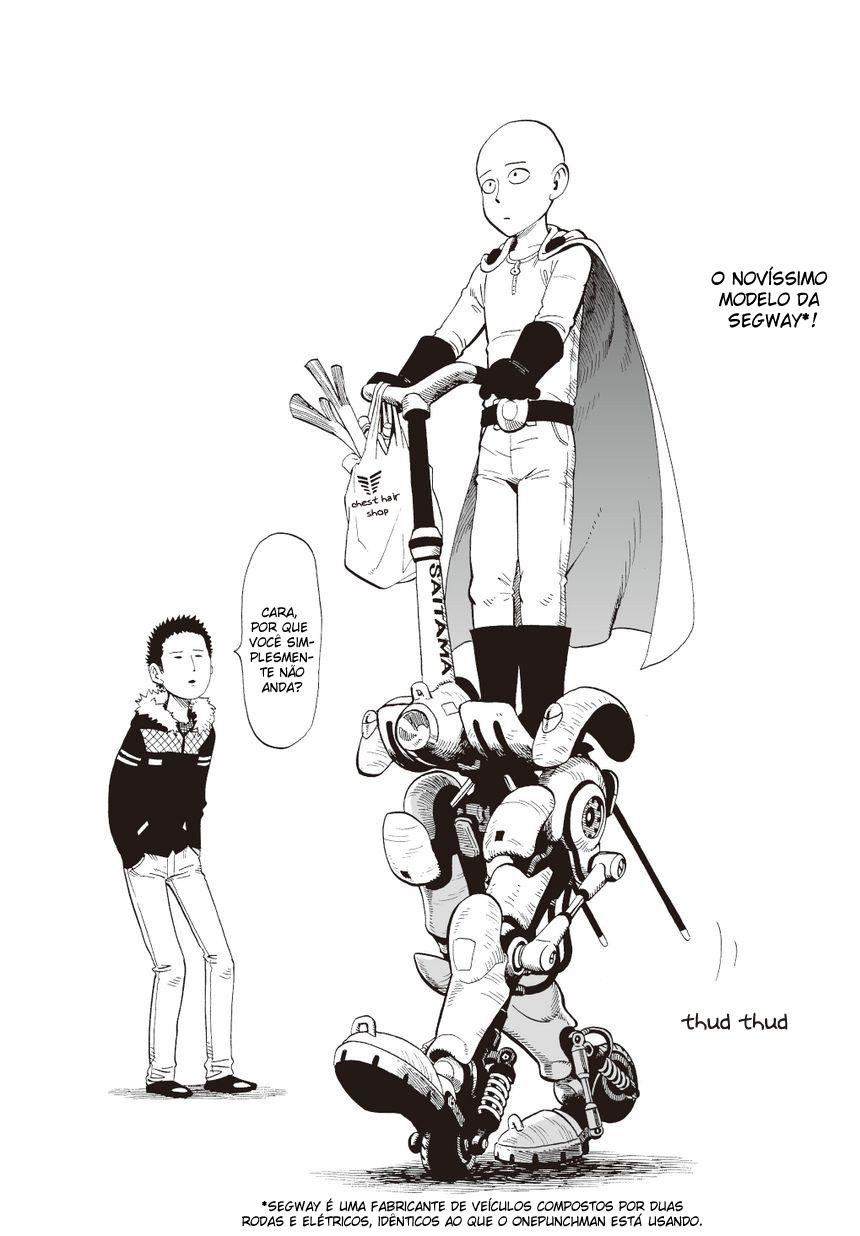 O NOVÍSSIMO
MODELO DA
SEGWAY*!
chest hair
shop
SAITAMA
CARA,
POR QUE
VOCÊ SIM-
PLESMEN-
TE NÃO
ANDA?
thud thud
*SEGWAY É UMA FABRICANTE DE VEÍCULOS COMPOSTOS POR DUAS
RODAS E ELÉTRICOS, IDÊNTICOS AO QUE O ONEPUNCHMAN ESTÁ USANDO.